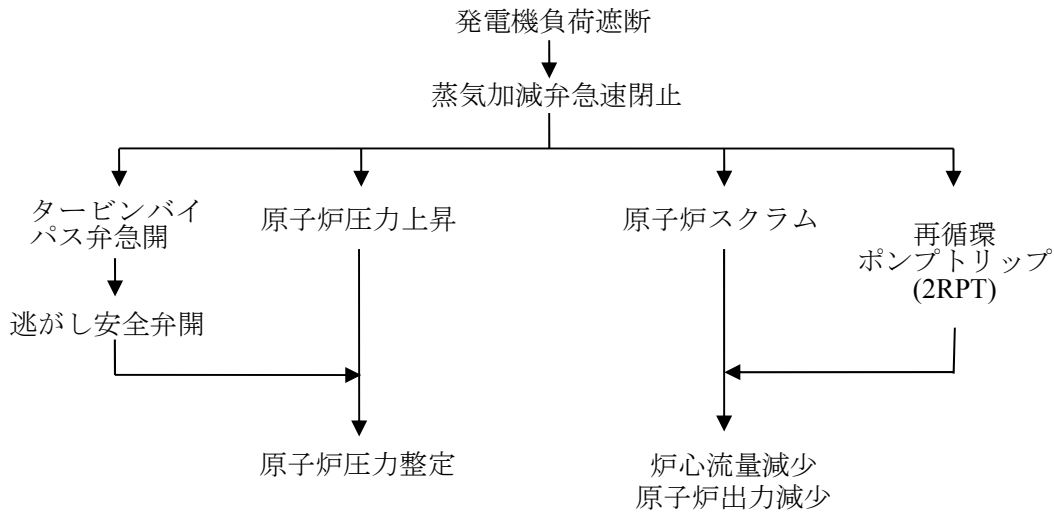 発電機負荷遮断
蒸気加減弁急速閉止
タービンバイ
パス弁急開
原子炉圧力上昇
原子炉スクラム
再循環
ポンプトリップ
(2RPT)
逃がし安全弁開
原子炉圧力整定
炉心流量減少
原子炉出力減少